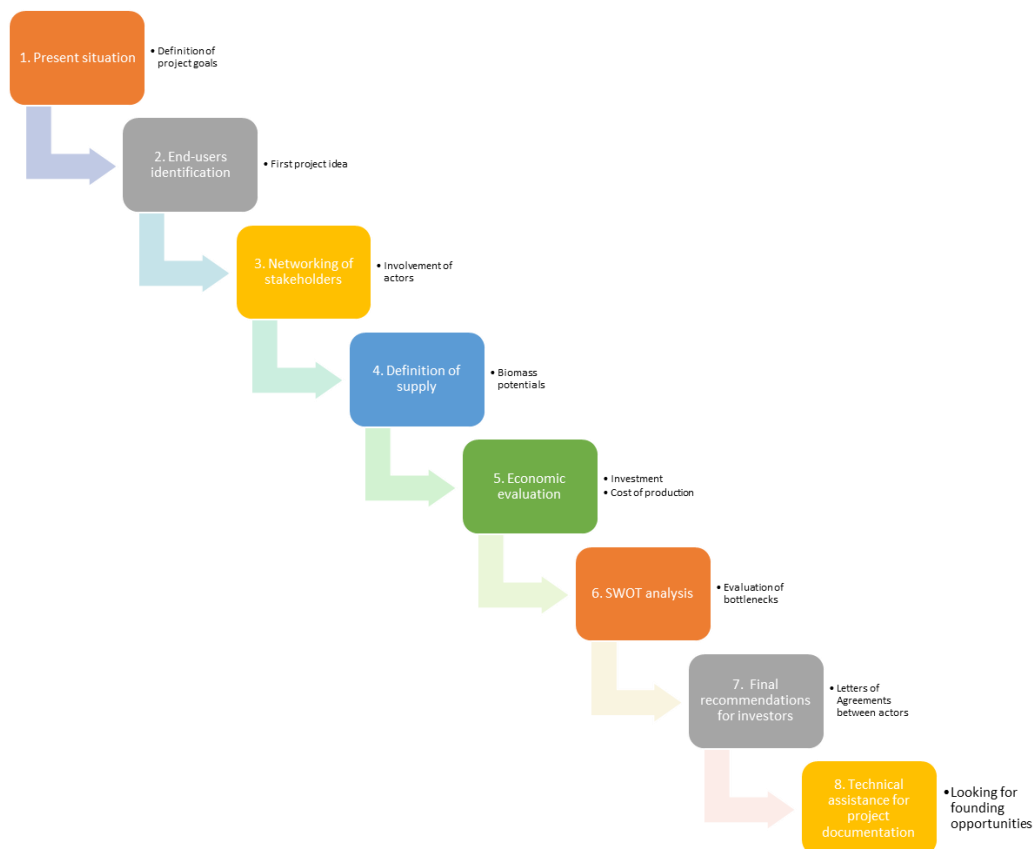 1. Present situation
• Definition of
project goals
2. End-users
identification
• First project idea
3. Networking of
stakeholders
• Involvement of
actors
4. Definition of
supply
• Biomass
potentials
5. Economic
evaluation
• Investment
• Cost of production
6. SWOT analysis
• Evaluation of
bottlenecks
7. Final
recommendations
for investors
• Letters of
Agreements
between actors
8. Technical
assistance for
project
documentation
•Looking for
founding
opportunities